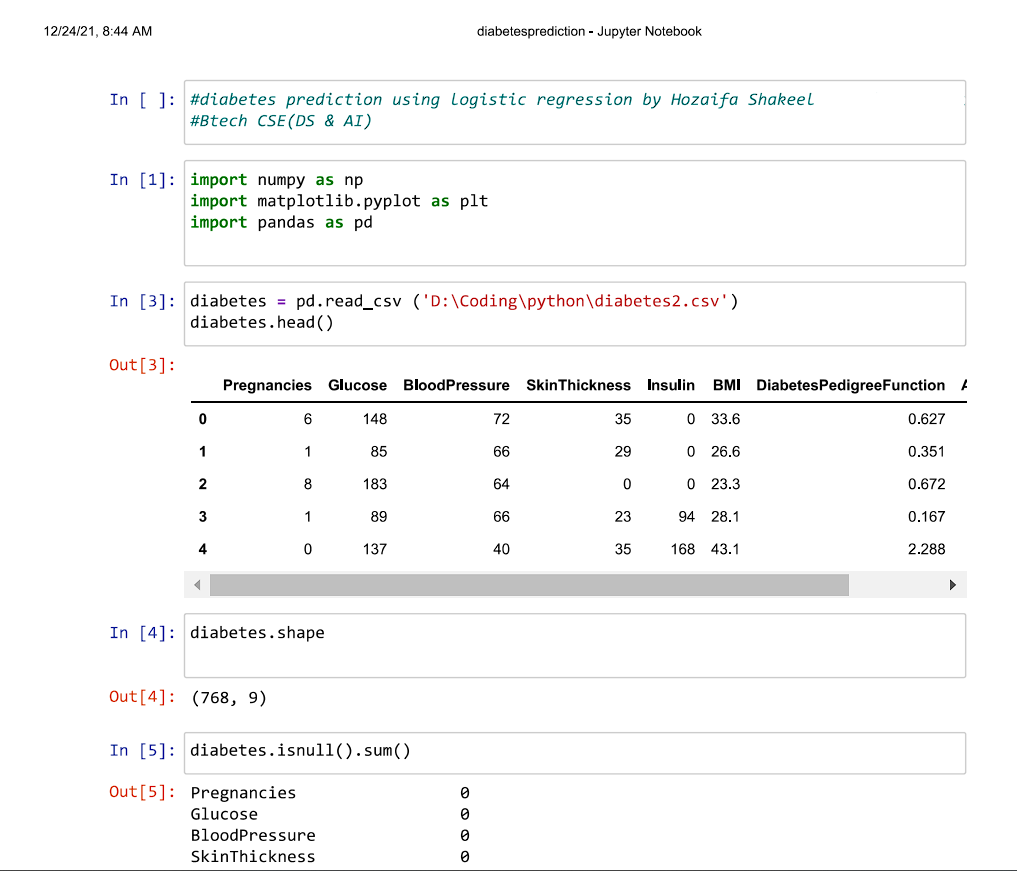 12/24/21, 8:44 AM diabetesprediction - Jupyter Notebook
In [ ]: #diabetes prediction using logistic regression by Hozaifa Shakeel
#Btech CSE(DS & AI)
In [1]: import numpy as np
import matplotlib.pyplot as plt
import pandas as pd
In [3]: diabetes = pd.read_csv ('D:\Coding\python\diabetes2.csv')
diabetes.head()
Out[3]:
Pregnancies Glucose BloodPressure SkinThickness Insulin BMI DiabetesPedigreeFunction
0 6 148 72 35 0 33.6 0.627
1 1 85 66 29 0 26.6 0.351
2 8 183 64 0 0 23.3 0.672
3 1 89 66 23 94 28.1 0.167
4 0 137 40 35 168 43.1 2.288
In [4]: diabetes.shape
Out[4]: (768, 9)
In [5]: diabetes.isnull().sum()
Out[5]: Pregnancies 0
Glucose 0
BloodPressure 0
SkinThickness 0